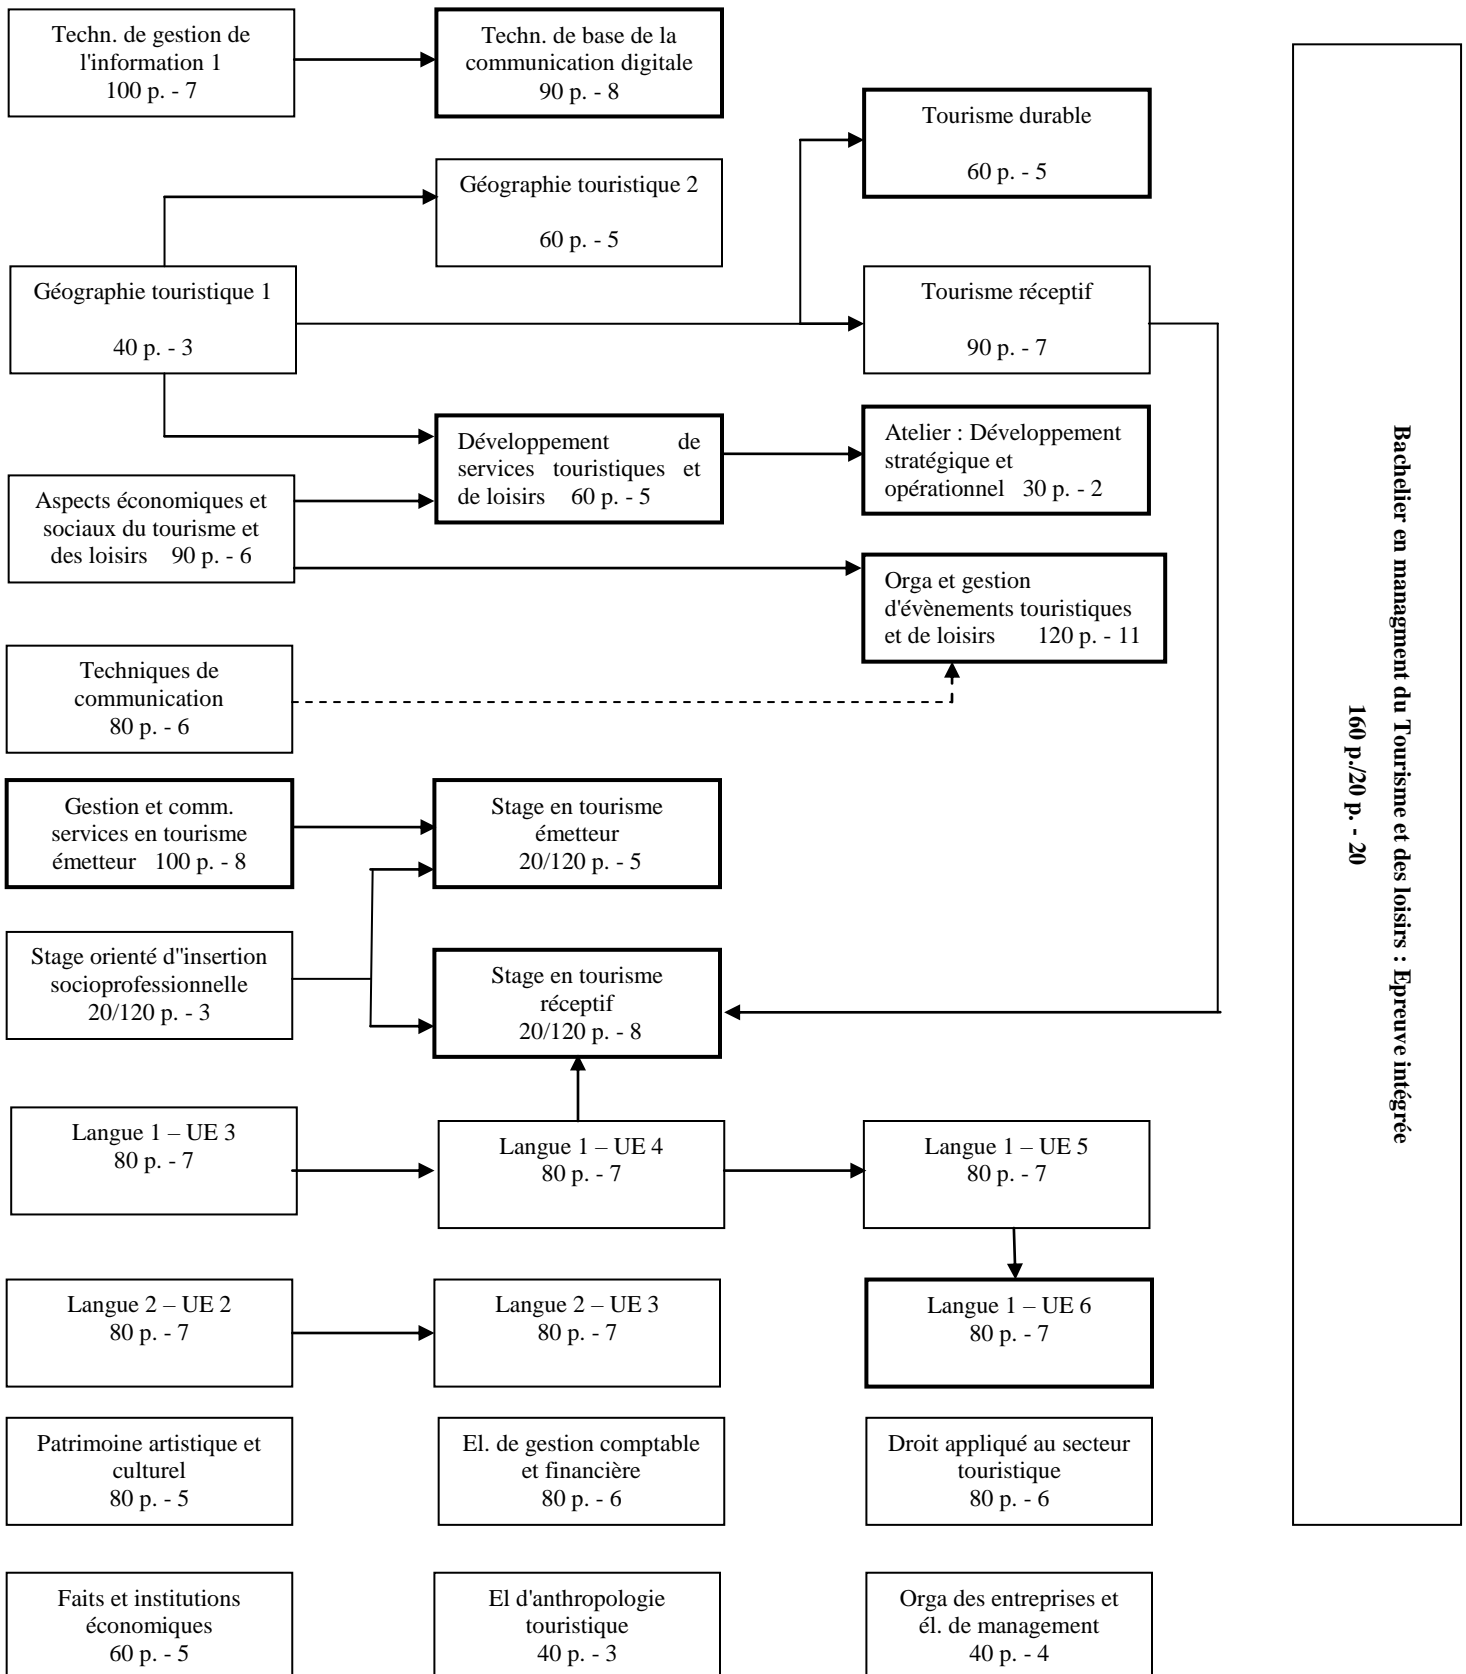 Techn. de gestion de
l'information 1
100 p. - 7
Techn. de base de la
communication digitale
90 p. - 8
Tourisme durable
60 p. - 5
Géographie touristique 2
60 p. - 5
Géographie touristique 1
40 p. - 3
Tourisme réceptif
90 p. - 7
Développement de
services touristiques et
de loisirs 60 p. - 5
Atelier : Développement
stratégique et
opérationnel 30 p. - 2
Aspects économiques et
sociaux du tourisme et
des loisirs 90 p. - 6
Orga et gestion
d'évènements touristiques
et de loisirs 120 p. - 11
Techniques de
communication
80 p. - 6
Gestion et comm.
services en tourisme
émetteur 100 p. - 8
Stage en tourisme
émetteur
20/120 p. - 5
Stage orienté d"insertion
socioprofessionnelle
20/120 p. - 3
Stage en tourisme
réceptif
20/120 p. - 8
Langue 1 – UE 3
80 p. - 7
Langue 1 – UE 4
80 p. - 7
Langue 1 – UE 5
80 p. - 7
Langue 2 – UE 2
80 p. - 7
Langue 2 – UE 3
80 p. - 7
Langue 1 – UE 6
80 p. - 7
Patrimoine artistique et
culturel
80 p. - 5
El. de gestion comptable
et financière
80 p. - 6
Droit appliqué au secteur
touristique
80 p. - 6
Faits et institutions
économiques
60 p. - 5
El d'anthropologie
touristique
40 p. - 3
Orga des entreprises et
él. de management
40 p. - 4
Bachelier en managment du Tourisme et des loisirs : Epreuve intégrée
160 p./20 p. - 20